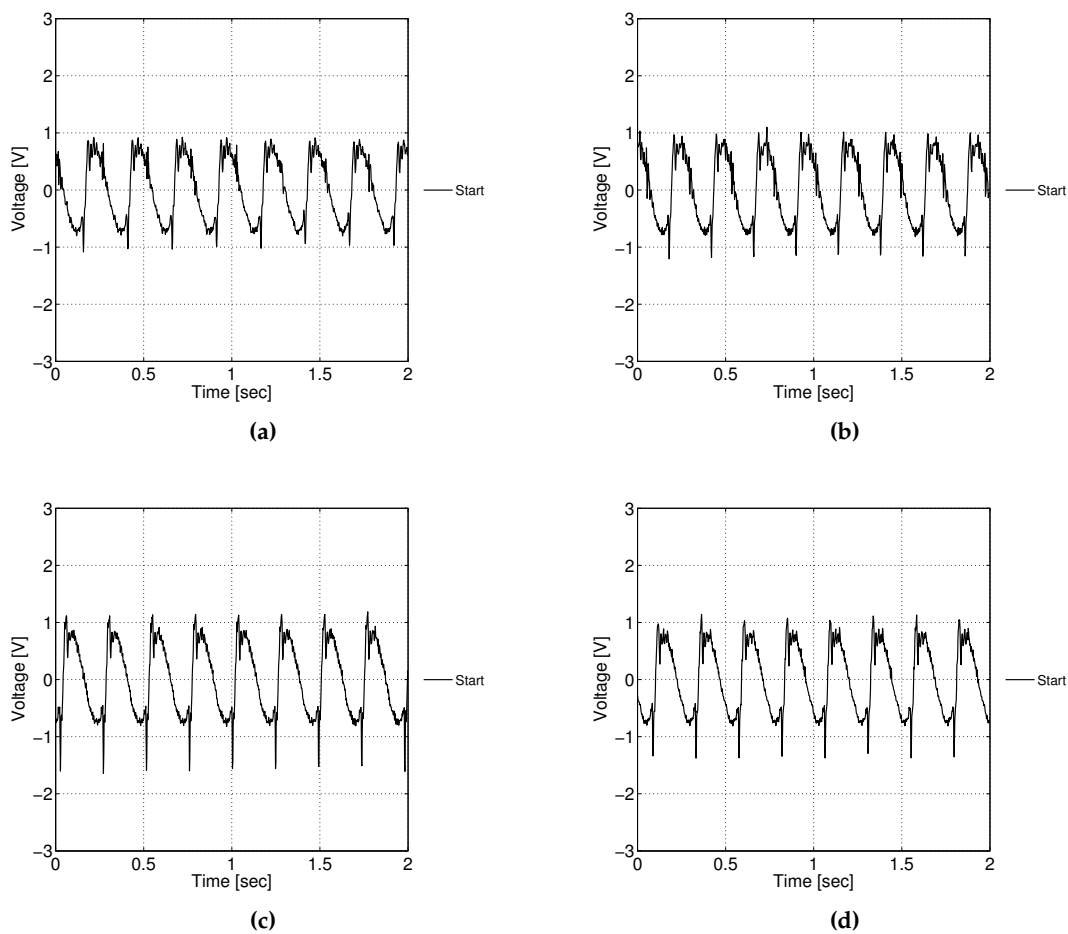 3
2
1
0
−1
−2
−3
Voltage [V]
0 0.5 1 1.5 2
Time [sec]
Start
(a)
3
2
1
0
−1
−2
−3
Voltage [V]
0 0.5 1 1.5 2
Time [sec]
Start
(b)
3
2
1
0
−1
−2
−3
Voltage [V]
0 0.5 1 1.5 2
Time [sec]
Start
(c)
3
2
1
0
−1
−2
−3
Voltage [V]
0 0.5 1 1.5 2
Time [sec]
Start
(d)